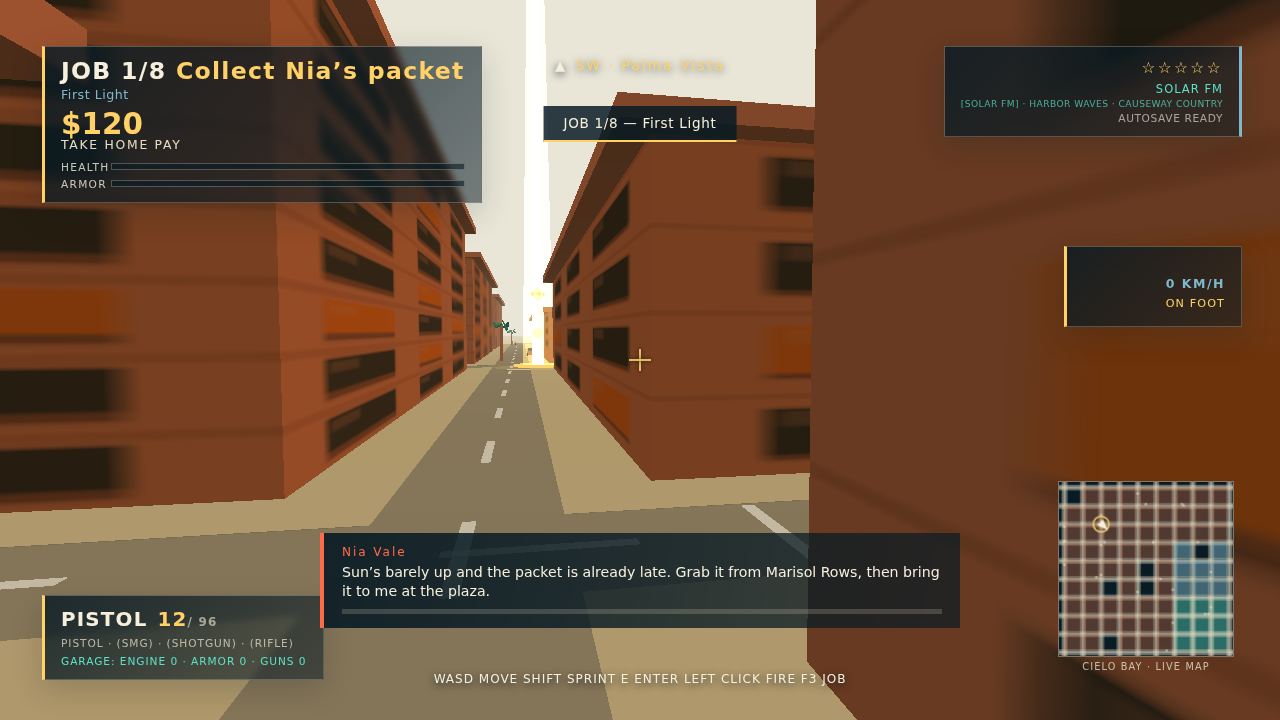 JOB 1/8 Collect Nia’s packet
First Light
$120
TAKE HOME PAY
HEALTH
ARMOR
▲ SW · Palma Vista
JOB 1/8 — First Light
☆☆☆☆☆
SOLAR FM
[SOLAR FM] · HARBOR WAVES · CAUSEWAY COUNTRY
AUTOSAVE READY
0 KM/H
ON FOOT
Nia Vale
Sun’s barely up and the packet is already late. Grab it from Marisol Rows, then bring
it to me at the plaza.
PISTOL 12 / 96
PISTOL · (SMG) · (SHOTGUN) · (RIFLE)
GARAGE: ENGINE 0 · ARMOR 0 · GUNS 0
WASD MOVE SHIFT SPRINT E ENTER LEFT CLICK FIRE F3 JOB
CIELO BAY · LIVE MAP